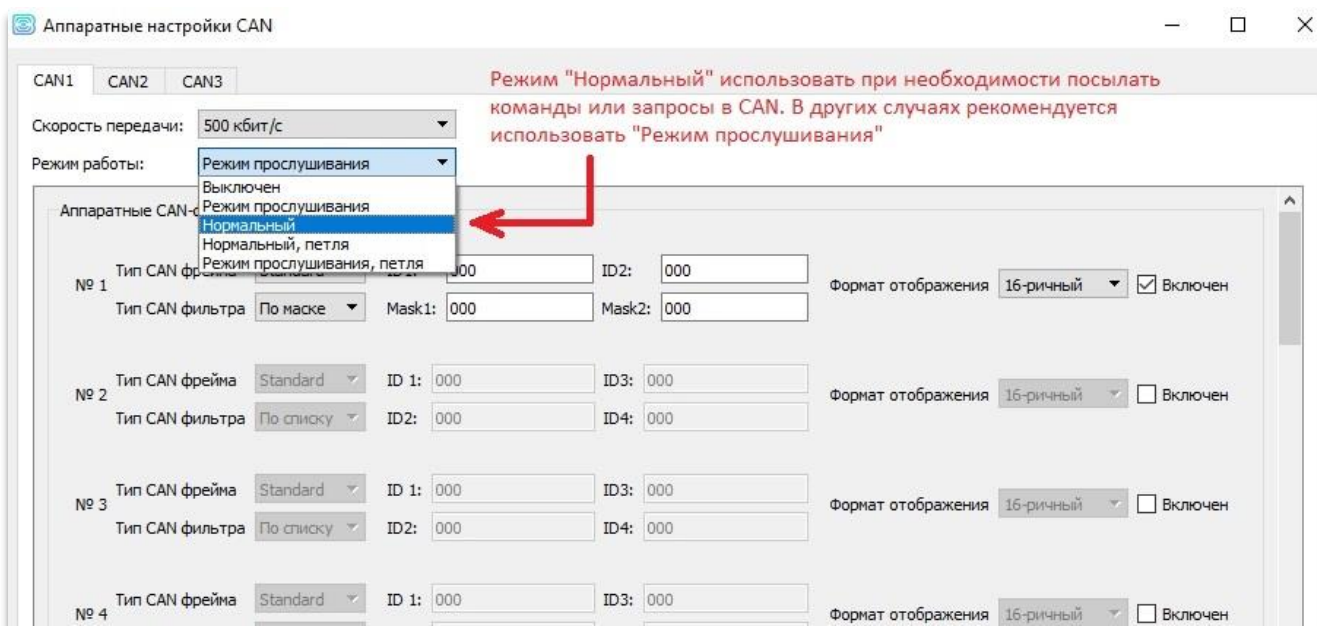 Аппаратные настройки CAN
CAN1 CAN2 CAN3
Режим "Нормальный" использовать при необходимости посылать
команды или запросы в CAN. В других случаях рекомендуется
использовать "Режим прослушивания"
Скорость передачи: 500 кбит/с
Режим работы: Режим прослушивания
Выключен
Режим прослушивания
Нормальный
Нормальный, петля
Режим прослушивания, петля
Аппаратные CAN-
№ 1
Тип CAN 000 ID2: 000
Тип CAN фильтра По маске Mask1: 000 Mask2: 000
Формат отображения 16-ричный Включен
№ 2
Тип CAN фрейма Standard ID 1: 000 ID3: 000
Тип CAN фильтра По списку ID2: 000 ID4: 000
Формат отображения 16-ричный Включен
№ 3
Тип CAN фрейма Standard ID 1: 000 ID3: 000
Тип CAN фильтра По списку ID2: 000 ID4: 000
Формат отображения 16-ричный Включен
№ 4
Тип CAN фрейма Standard ID 1: 000 ID3: 000
Формат отображения 16-ричный Включен